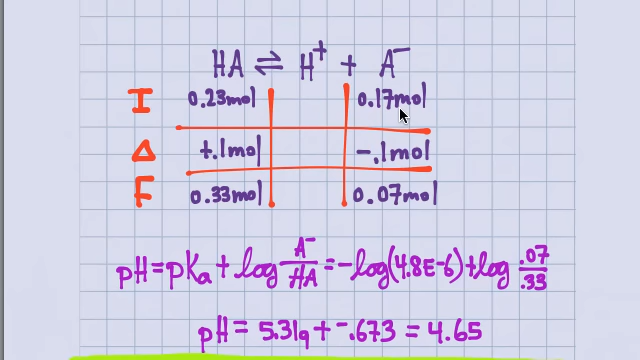 HA ⇌ H⁺ + A⁻
I 0.23mol 0.17mol
Δ +.1mol -.1mol
F 0.33mol 0.07mol
pH = pKa + log A⁻/HA = -log(4.8E-6) + log .07/.33
pH = 5.319 + -.673 = 4.65